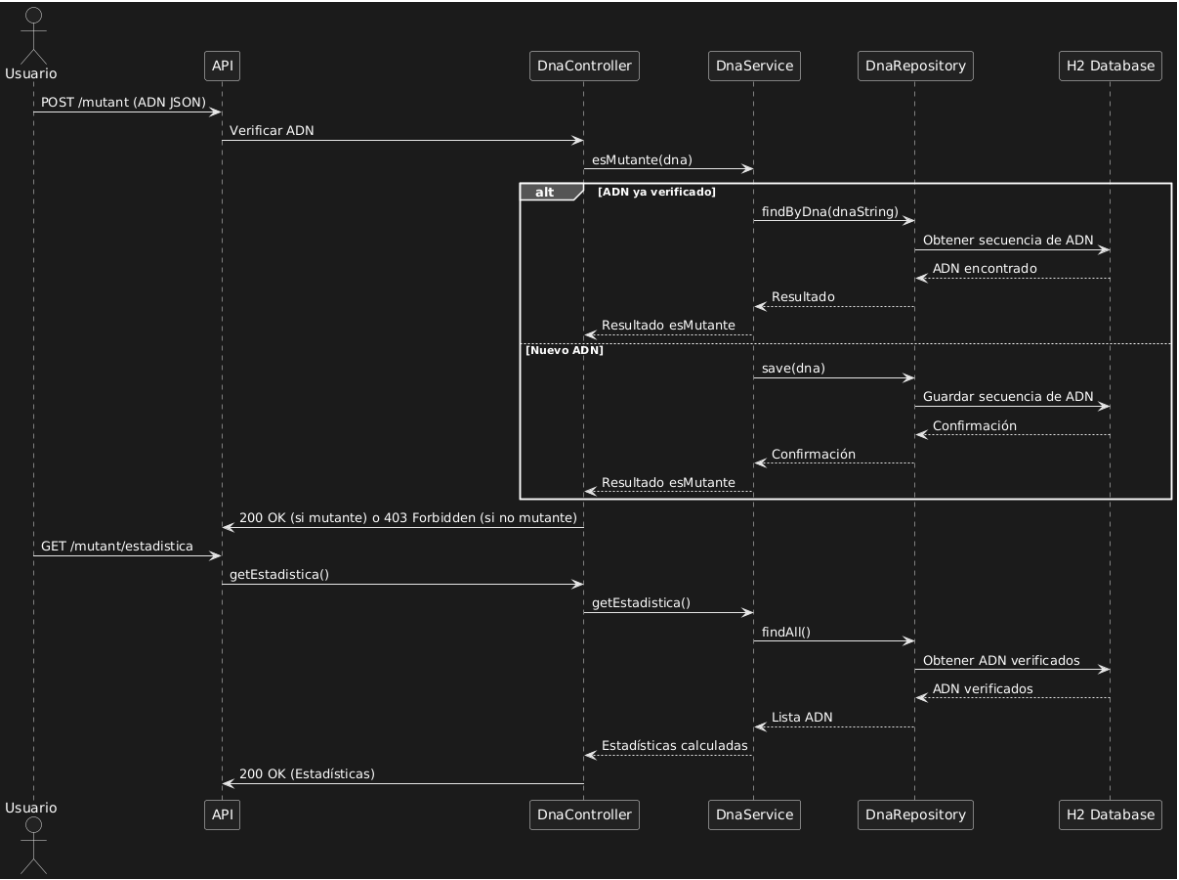 Usuario
API
DnaController
DnaService
DnaRepository
H2 Database
POST /mutant (ADN JSON)
Verificar ADN
esMutante(dna)
alt
[ADN ya verificado]
findByDna(dnaString)
Obtener secuencia de ADN
ADN encontrado
Resultado
Resultado esMutante
[Nuevo ADN]
save(dna)
Guardar secuencia de ADN
Confirmación
Confirmación
Resultado esMutante
200 OK (si mutante) o 403 Forbidden (si no mutante)
GET /mutant/estadistica
getEstadistica()
getEstadistica()
findAll()
Obtener ADN verificados
ADN verificados
Lista ADN
Estadísticas calculadas
200 OK (Estadísticas)
Usuario
API
DnaController
DnaService
DnaRepository
H2 Database